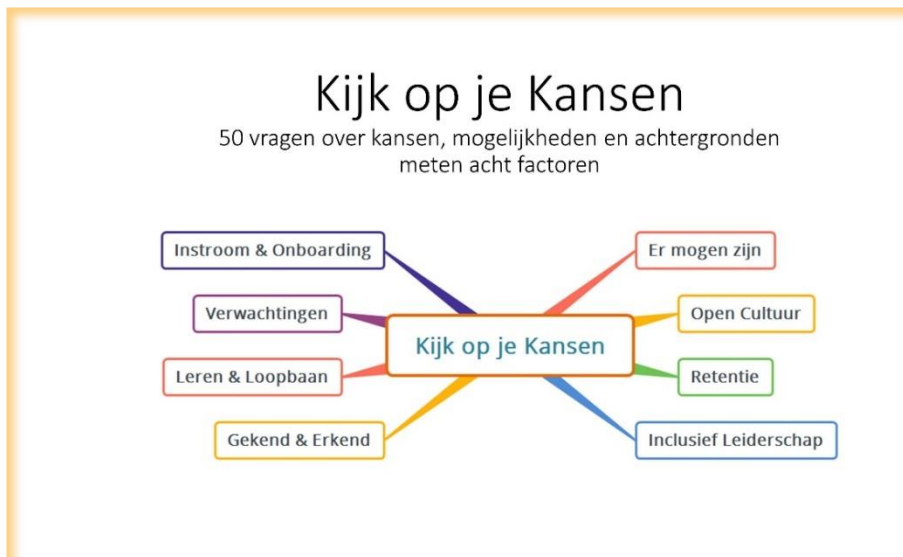 Kijk op je Kansen
50 vragen over kansen, mogelijkheden en achtergronden
meten acht factoren
Instroom & Onboarding
Er mogen zijn
Verwachtingen
Open Cultuur
Kijk op je Kansen
Leren & Loopbaan
Retentie
Gekend & Erkend
Inclusief Leiderschap